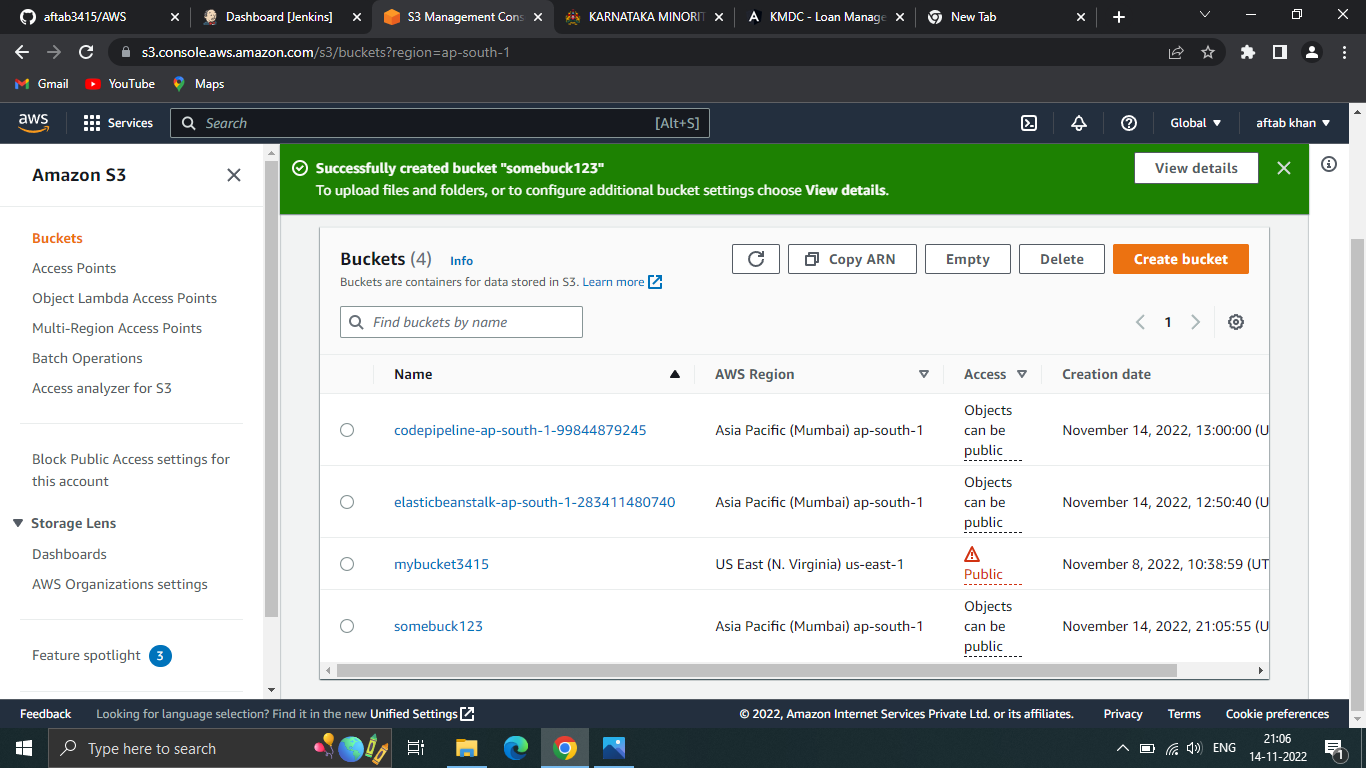 aftab3415/AWS
Dashboard [Jenkins]
S3 Management Cons
KARNATAKA MINORIT
KMDC - Loan Manage
New Tab
s3.console.aws.amazon.com/s3/buckets?region=ap-south-1
Gmail
YouTube
Maps
aws
Services
Search
[Alt+S]
Global
aftab khan
Amazon S3
Buckets
Access Points
Object Lambda Access Points
Multi-Region Access Points
Batch Operations
Access analyzer for S3
Block Public Access settings for
this account
Storage Lens
Dashboards
AWS Organizations settings
Feature spotlight 3
Successfully created bucket "somebuck123"
To upload files and folders, or to configure additional bucket settings choose View details.
View details
Buckets (4) Info
Buckets are containers for data stored in S3. Learn more
Copy ARN
Empty
Delete
Create bucket
Find buckets by name
1
Name AWS Region Access Creation date
codepipeline-ap-south-1-99844879245 Asia Pacific (Mumbai) ap-south-1 Objects can be public November 14, 2022, 13:00:00 (U
elasticbeanstalk-ap-south-1-283411480740 Asia Pacific (Mumbai) ap-south-1 Objects can be public November 14, 2022, 12:50:40 (U
mybucket3415 US East (N. Virginia) us-east-1 Public November 8, 2022, 10:38:59 (UT
somebuck123 Asia Pacific (Mumbai) ap-south-1 Objects can be public November 14, 2022, 21:05:55 (U
Feedback
Looking for language selection? Find it in the new Unified Settings
© 2022, Amazon Internet Services Private Ltd. or its affiliates.
Privacy
Terms
Cookie preferences
Type here to search
ENG
21:06
14-11-2022
1